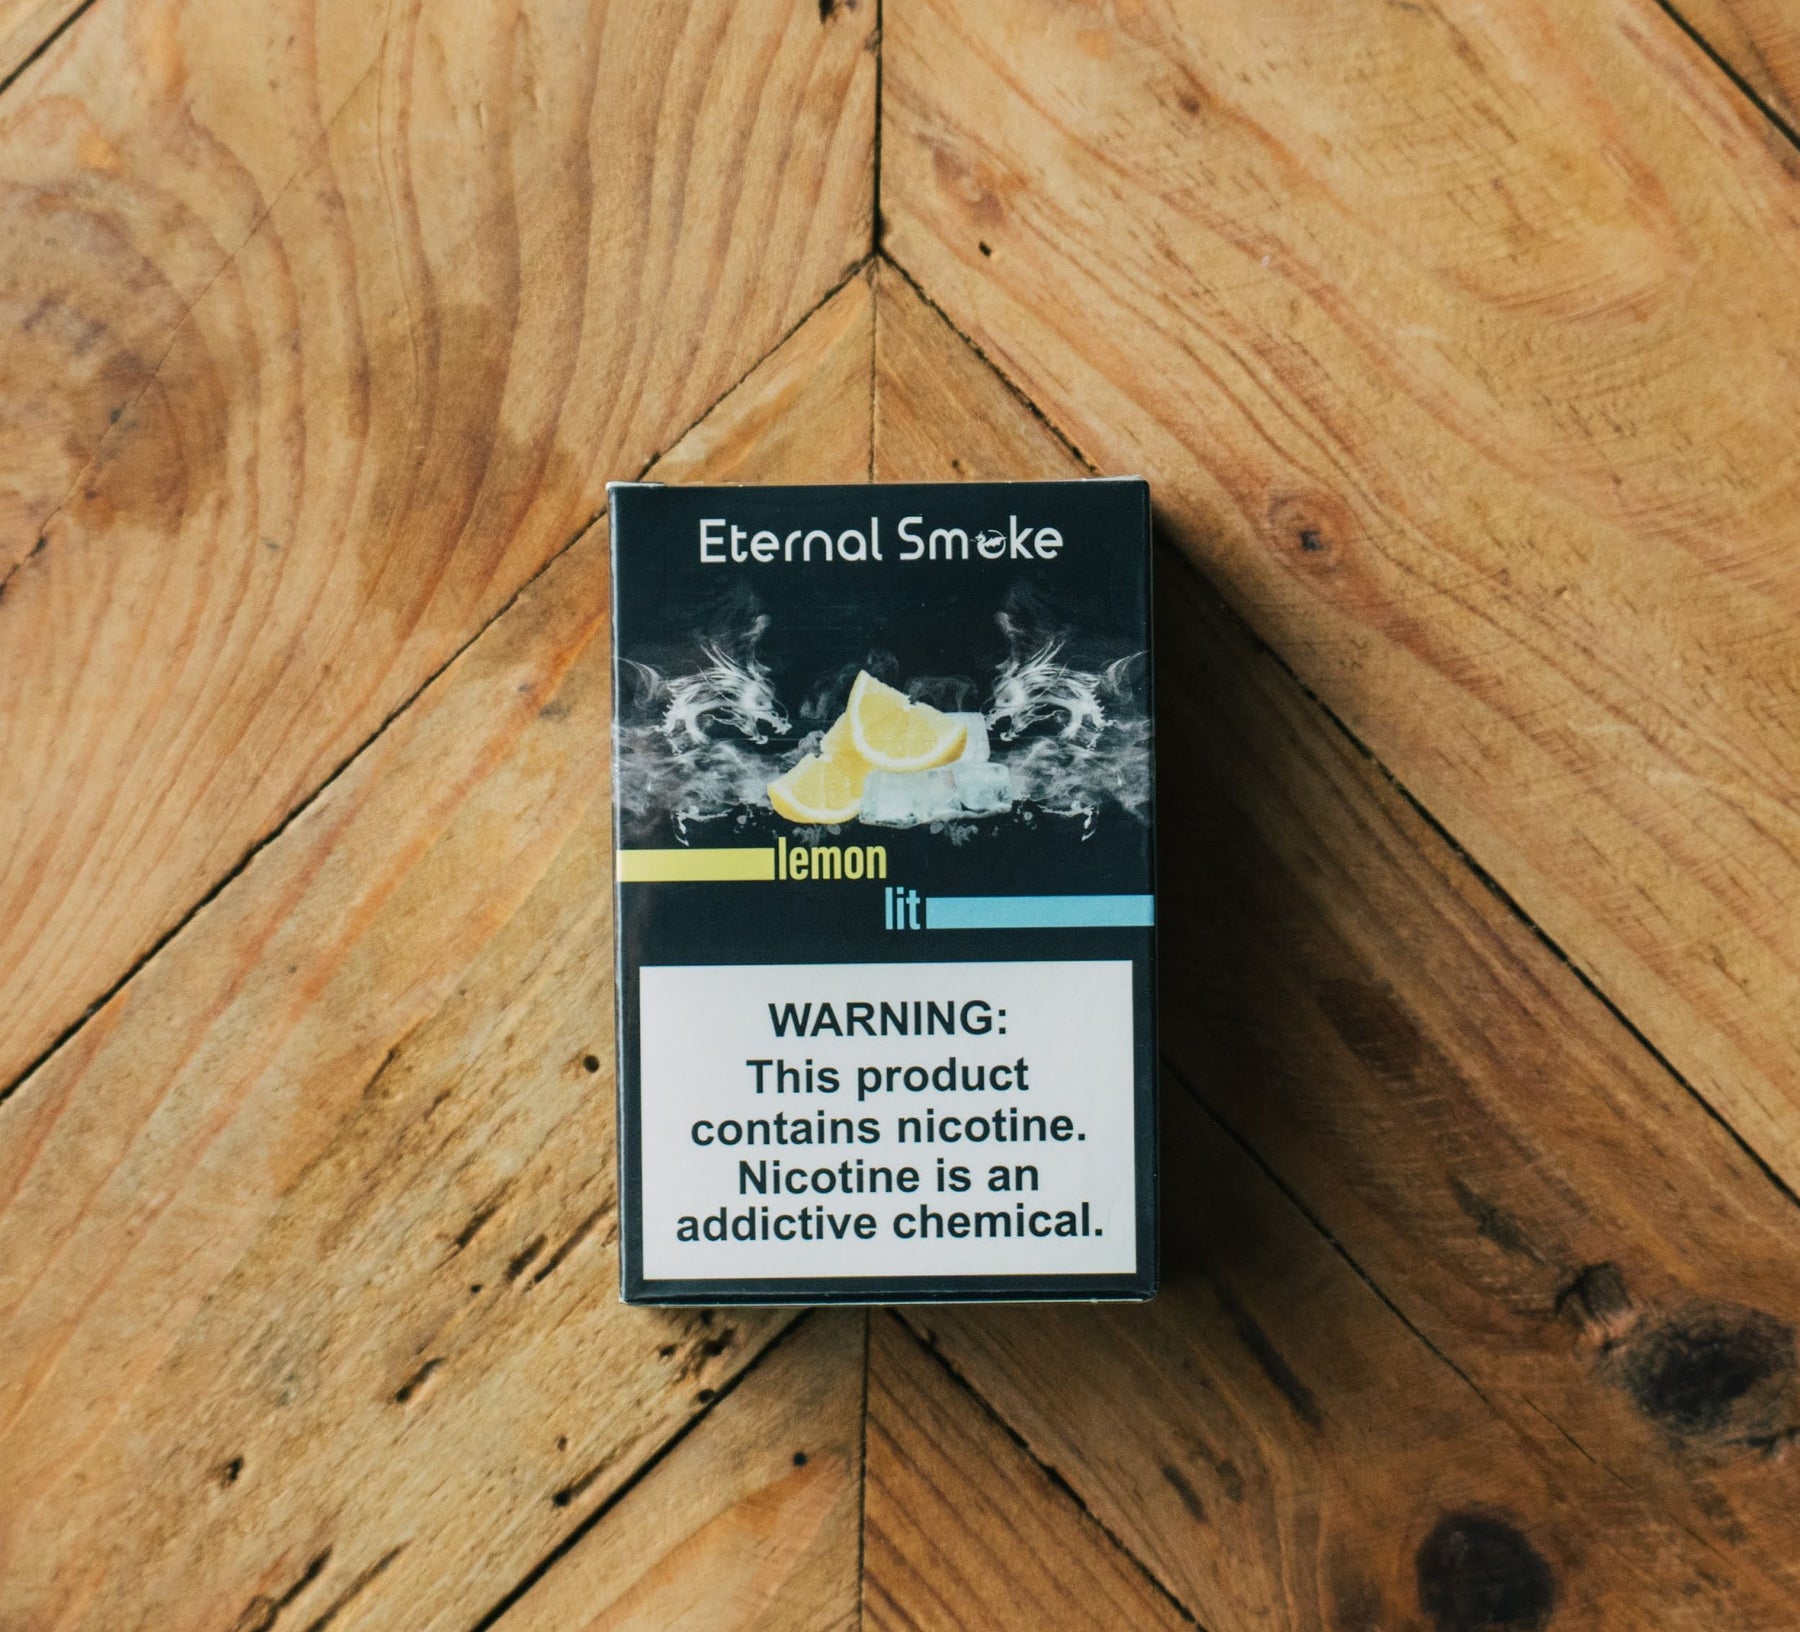 Eternal Smoke
lemon
lit
WARNING:
This product
contains nicotine.
Nicotine is an
addictive chemical.